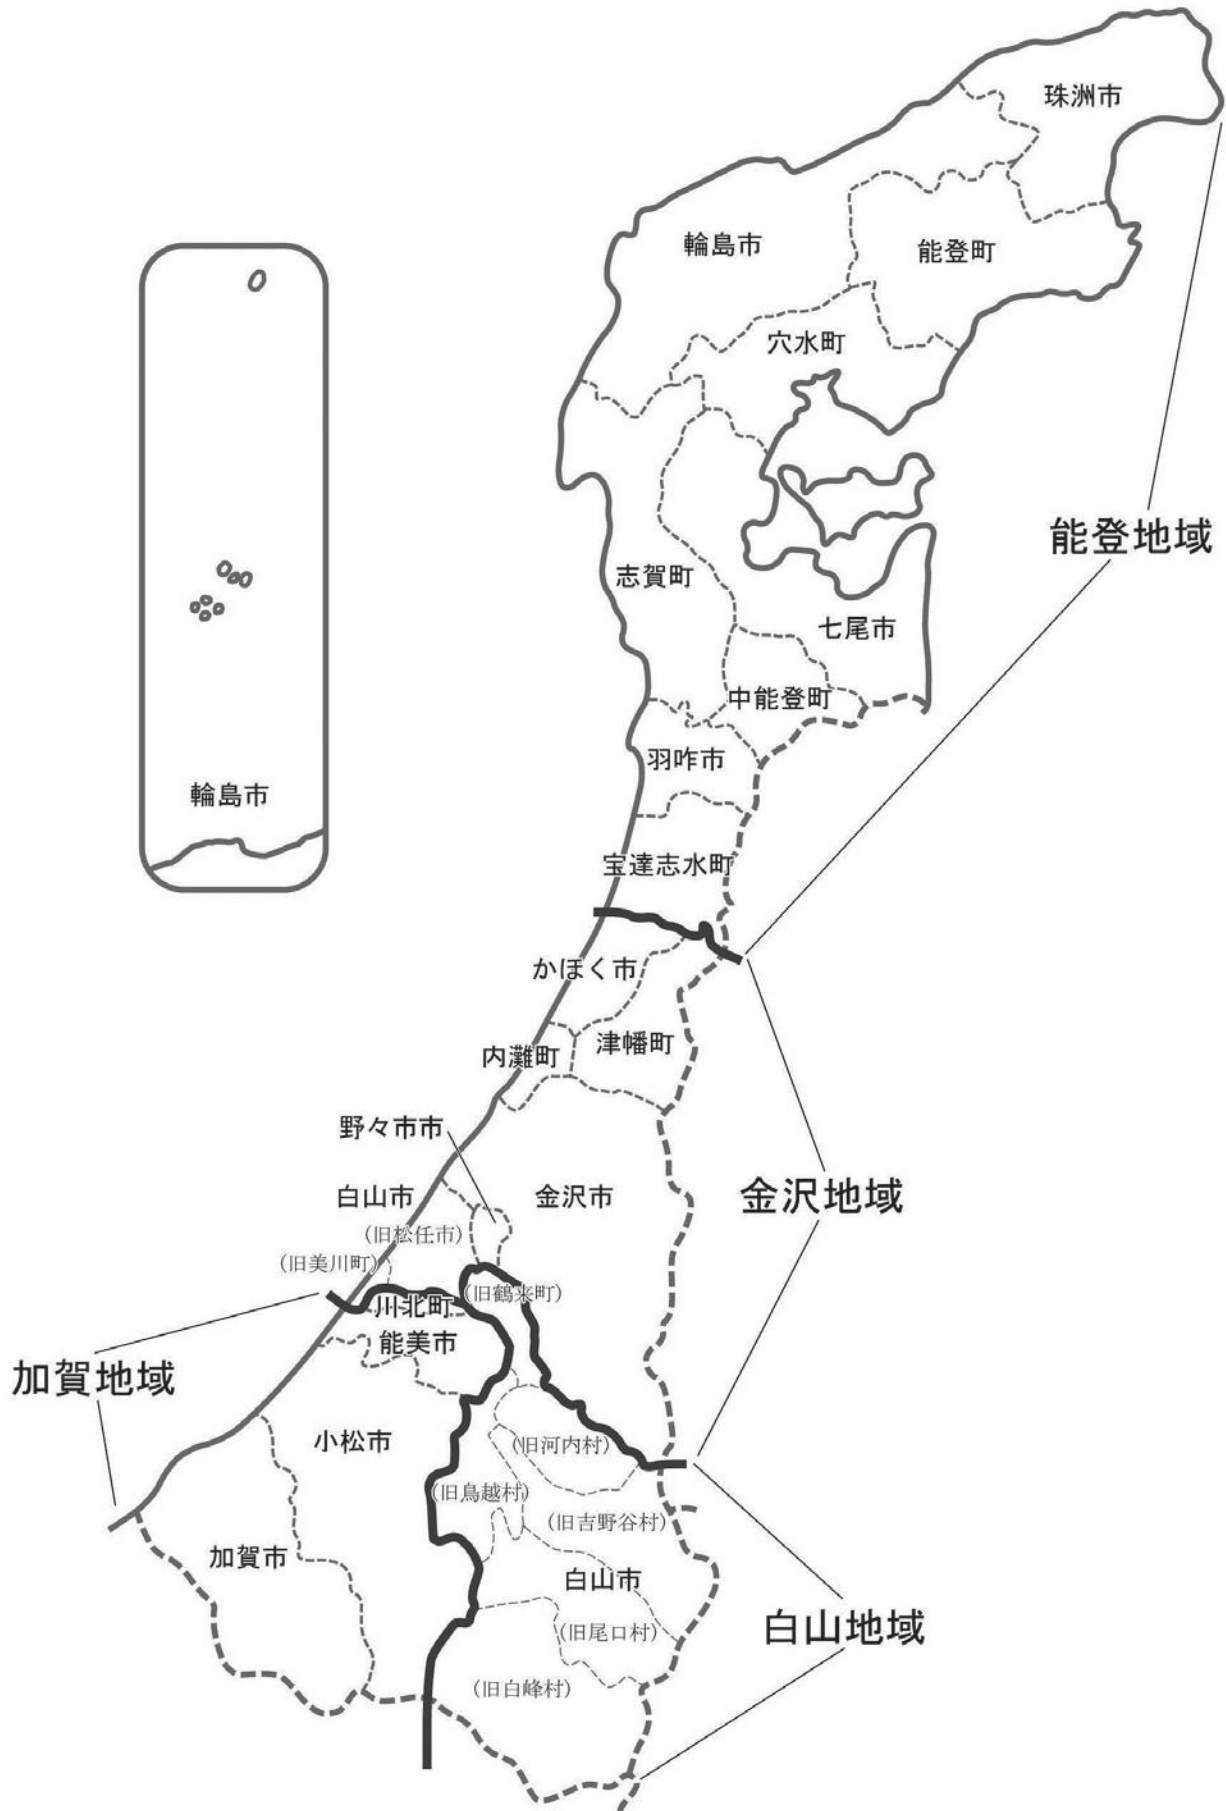 珠洲市
輪島市
能登町
穴水町
能登地域
志賀町
七尾市
中能登町
羽咋市
輪島市
宝達志水町
かほく市
津幡町
内灘町
野々市市
白山市
金沢市
金沢地域
(旧松任市)
(旧美川町)
(旧鶴来町)
川北町
能美市
加賀地域
小松市
(旧河内村)
(旧鳥越村)
(旧吉野谷村)
加賀市
白山市
白山地域
(旧尾口村)
(旧白峰村)